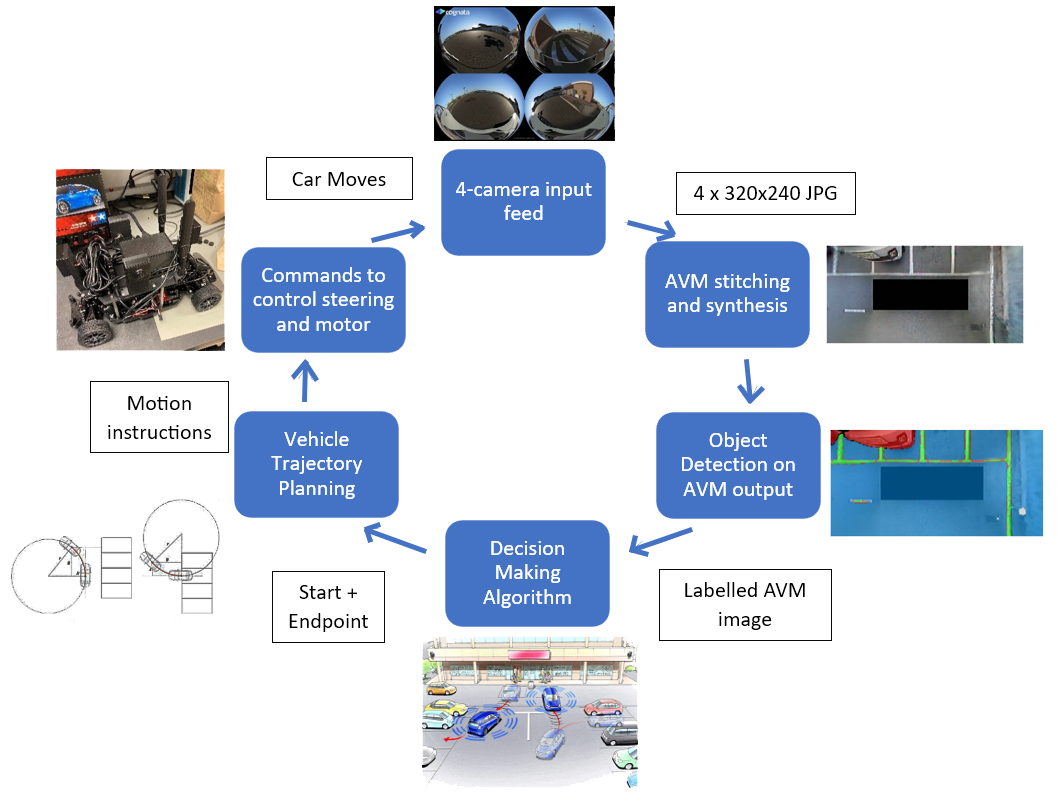 cognata
4-camera input
feed
4 x 320x240 JPG
AVM stitching
and synthesis
Object
Detection on
AVM output
Labelled AVM
image
Decision
Making
Algorithm
Start +
Endpoint
Vehicle
Trajectory
Planning
Motion
instructions
Commands to
control steering
and motor
Car Moves